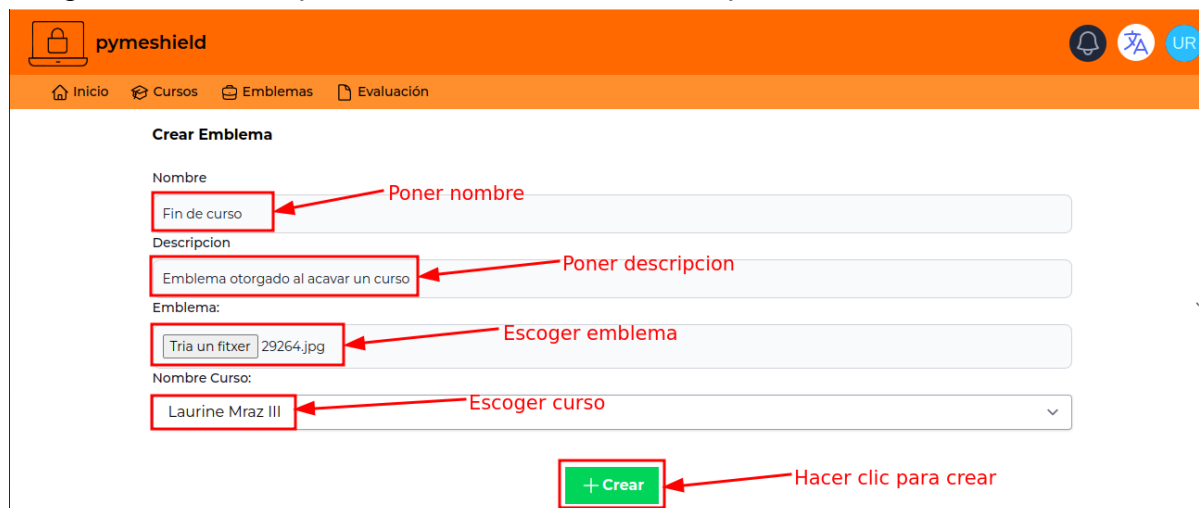 pymeshield
UR
Inicio Cursos Emblemas Evaluación
Crear Emblema
Nombre
Poner nombre
Fin de curso
Descripcion
Poner descripcion
Emblema otorgado al acavar un curso
Emblema:
Escoger emblema
Tria un fitxer 29264.jpg
Nombre Curso:
Escoger curso
Laurine Mraz III
+ Crear
Hacer clic para crear